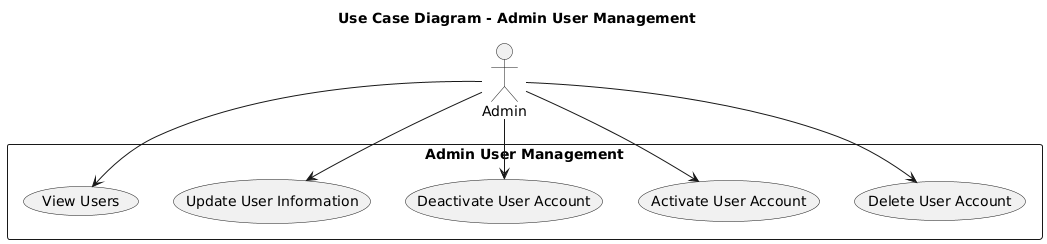 Use Case Diagram - Admin User Management
Admin
Admin User Management
View Users
Update User Information
Deactivate User Account
Activate User Account
Delete User Account